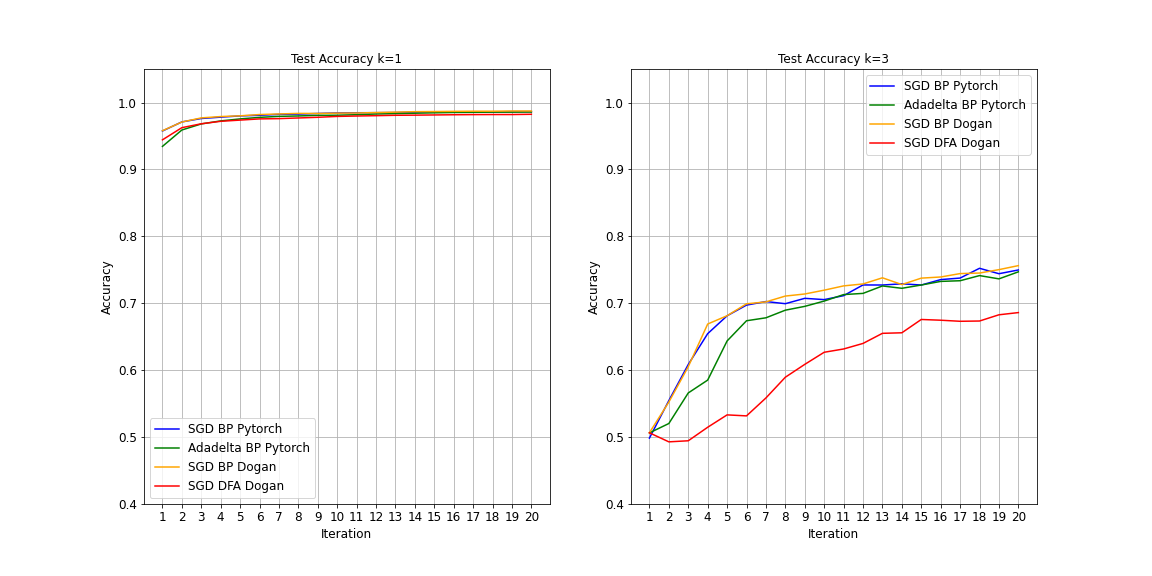 Test Accuracy k=1
1.0
0.9
0.8
0.7
0.6
0.5
0.4
Accuracy
SGD BP Pytorch
Adadelta BP Pytorch
SGD BP Dogan
SGD DFA Dogan
1 2 3 4 5 6 7 8 9 10 11 12 13 14 15 16 17 18 19 20
Iteration
Test Accuracy k=3
SGD BP Pytorch
Adadelta BP Pytorch
SGD BP Dogan
SGD DFA Dogan
1.0
0.9
0.8
0.7
0.6
0.5
0.4
Accuracy
1 2 3 4 5 6 7 8 9 10 11 12 13 14 15 16 17 18 19 20
Iteration